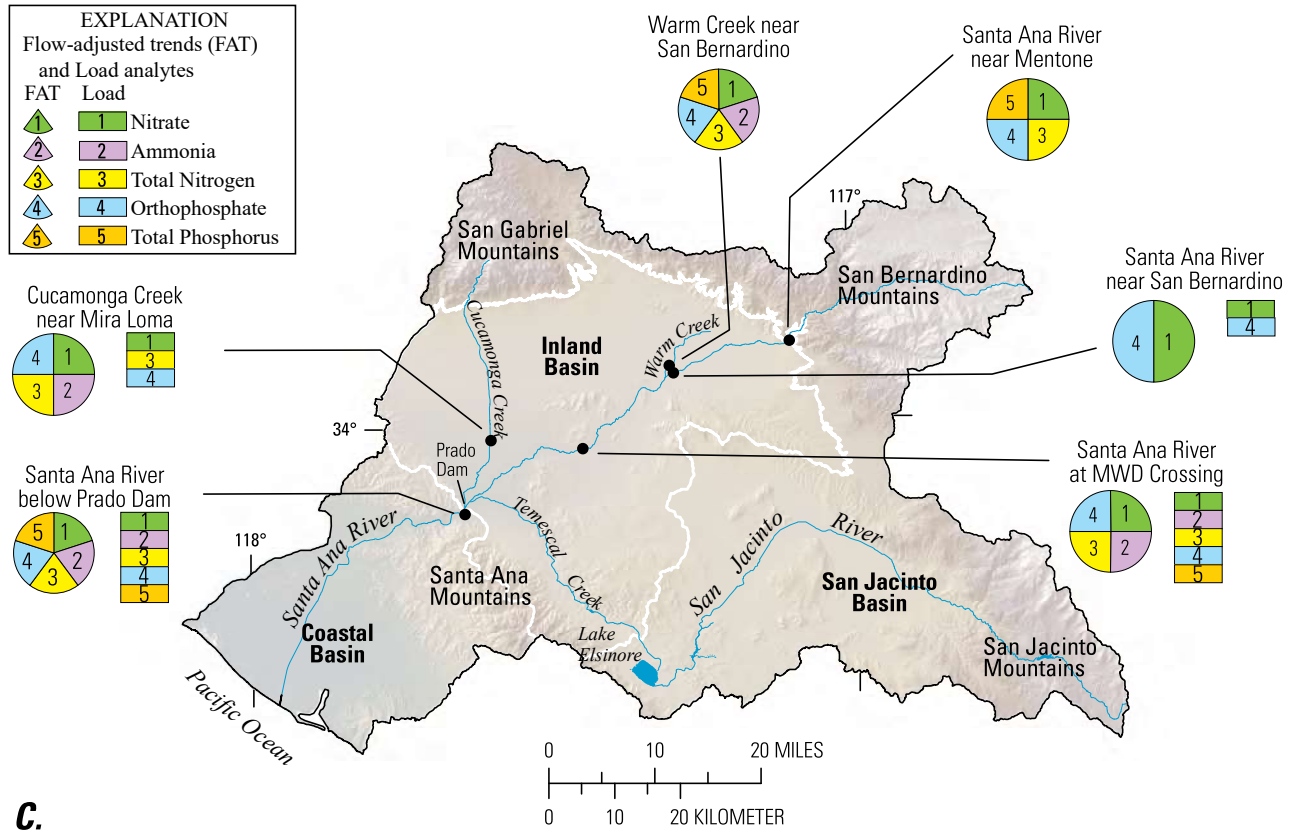 EXPLANATION
Flow-adjusted trends (FAT)
and Load analytes
FAT Load
1 1 Nitrate
2 2 Ammonia
3 3 Total Nitrogen
4 4 Orthophosphate
5 5 Total Phosphorus
Warm Creek near
San Bernardino
5 1
4 2
3
Santa Ana River
near Mentone
5 1
4 3
117°
San Gabriel
Mountains
San Bernardino
Mountains
Santa Ana River
near San Bernardino
4 1
1
4
Cucamonga Creek
near Mira Loma
4 1
3 2
1
3
4
Cucamonga Creek
Inland
Basin
Warm Creek
34°
Prado
Dam
Santa Ana River
at MWD Crossing
4 1
3 2
1
2
3
4
5
Santa Ana River
below Prado Dam
5 1
4 2
3
1
2
3
4
5
118°
Santa Ana River
Temescal
Creek
Santa Ana
Mountains
San Jacinto River
San Jacinto
Basin
Coastal
Basin
Lake
Elsinore
San Jacinto
Mountains
Pacific Ocean
0 10 20 MILES
0 10 20 KILOMETER
C.